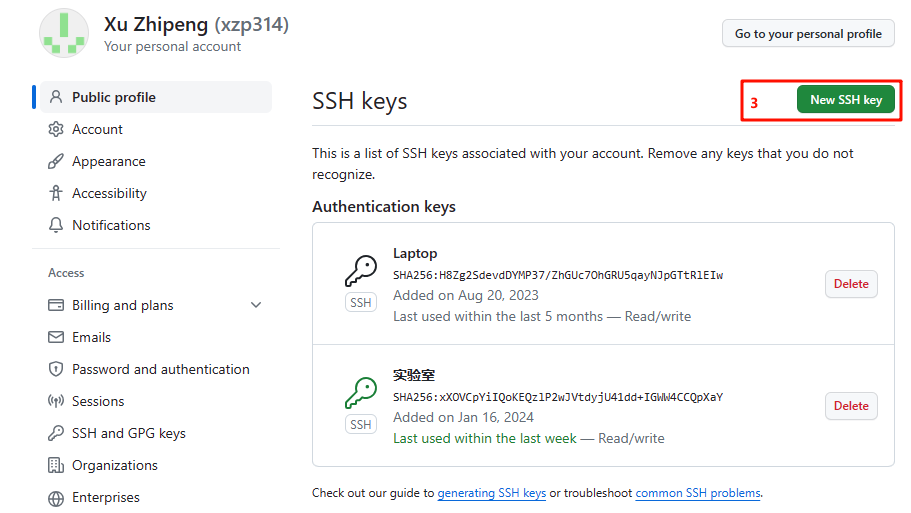 Xu Zhipeng (xzp314)
Your personal account
Go to your personal profile
Public profile
Account
Appearance
Accessibility
Notifications
Access
Billing and plans
Emails
Password and authentication
Sessions
SSH and GPG keys
Organizations
Enterprises
SSH keys
3
New SSH key
This is a list of SSH keys associated with your account. Remove any keys that you do not
recognize.
Authentication keys
Laptop
SHA256:H8Zg2SdevdDYMP37/ZhGUc7OhGRU5qayNJpGTtRlEIw
Added on Aug 20, 2023
Last used within the last 5 months — Read/write
SSH
Delete
实验室
SHA256:xXOVCpYiIQoKEQzlP2wJVtdyjU41dd+IGWW4CCQpXaY
Added on Jan 16, 2024
Last used within the last week — Read/write
SSH
Delete
Check out our guide to generating SSH keys or troubleshoot common SSH problems.